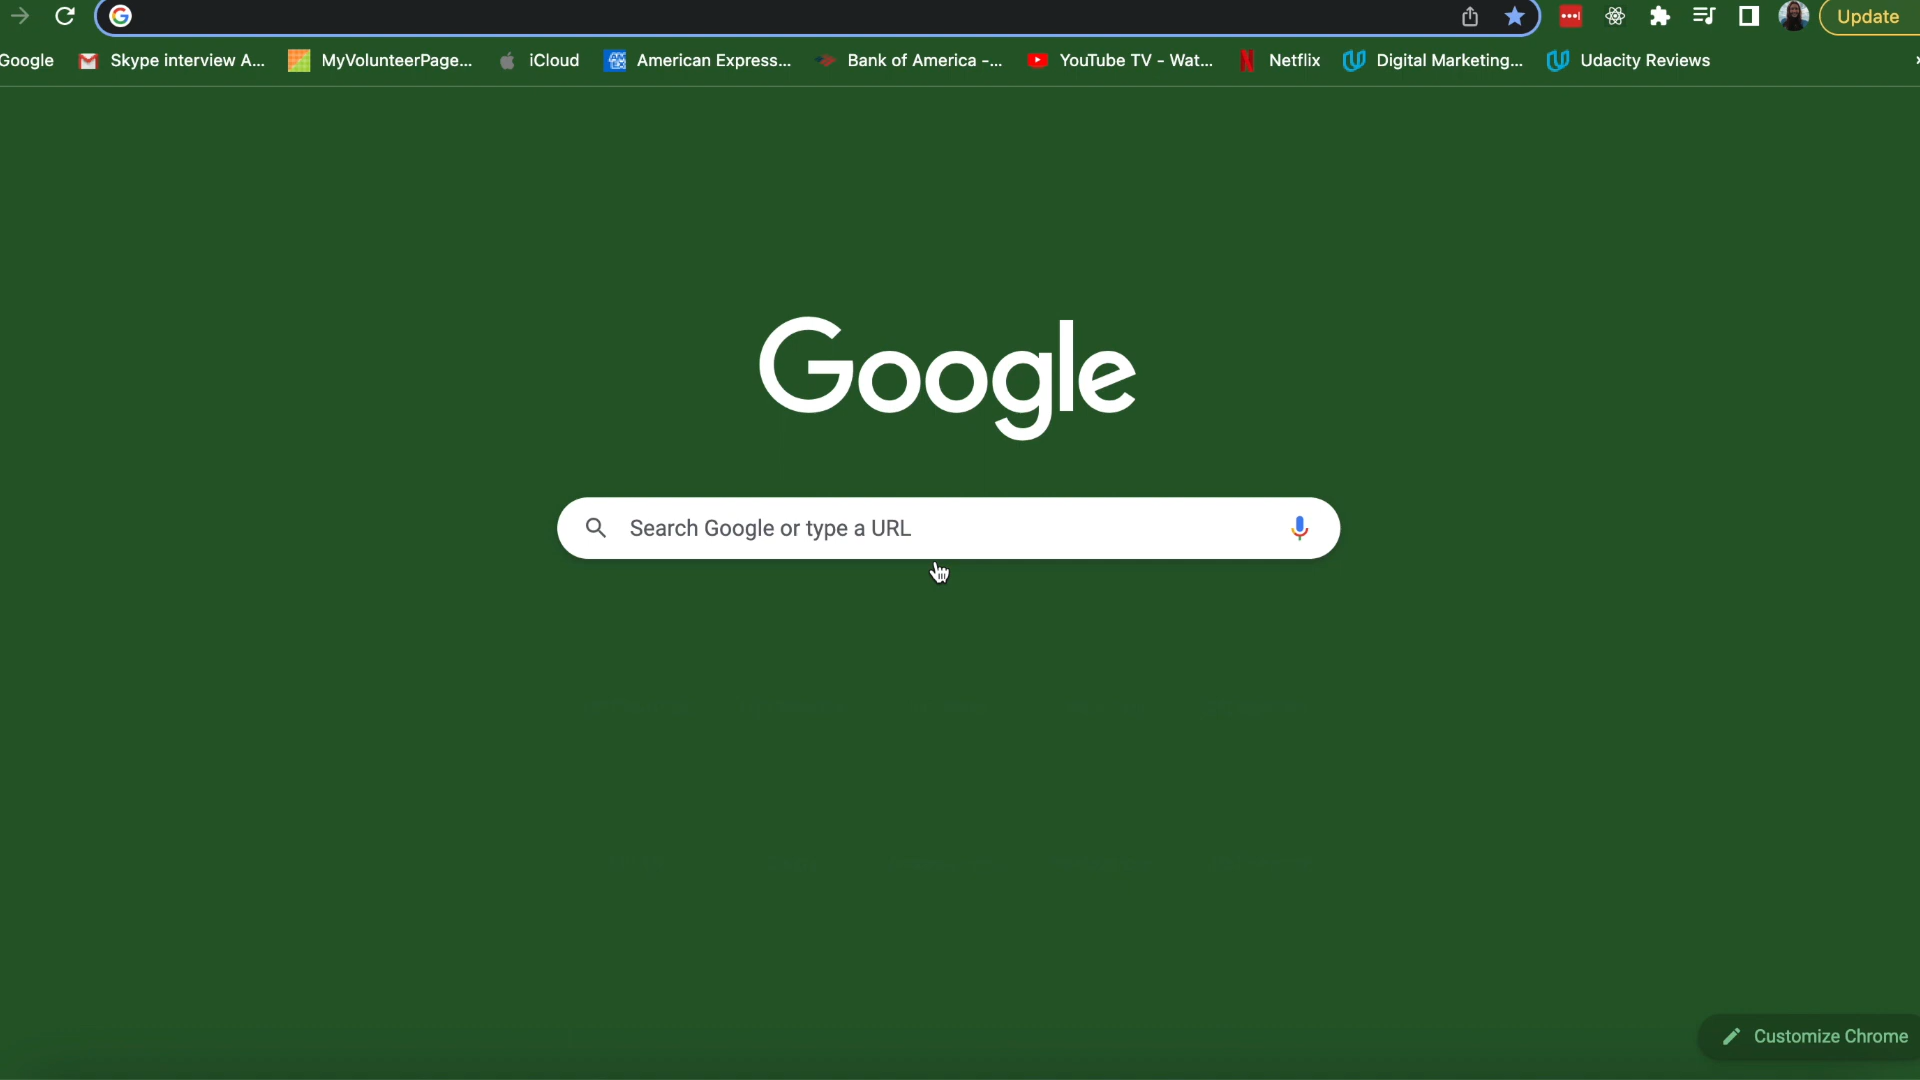 Update
Google Skype interview A... MyVolunteerPage... iCloud American Express... Bank of America -... YouTube TV - Wat... Netflix Digital Marketing... Udacity Reviews
Google
Search Google or type a URL
Customize Chrome